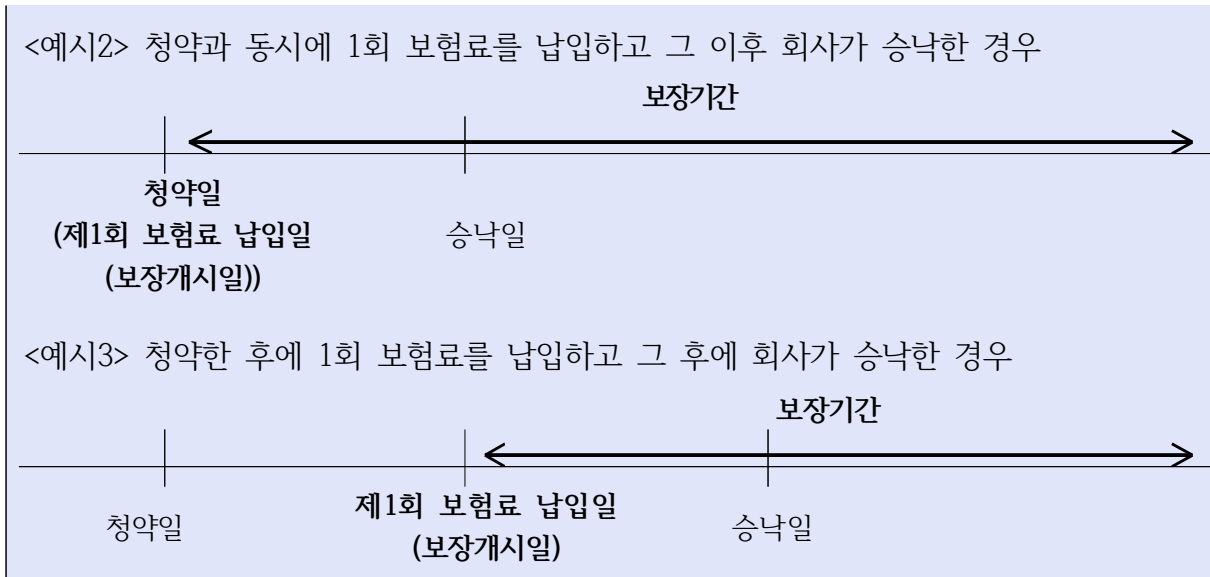 <예시2> 청약과 동시에 1회 보험료를 납입하고 그 이후 회사가 승낙한 경우
보장기간
청약일
(제1회 보험료 납입일
(보장개시일))
승낙일
<예시3> 청약한 후에 1회 보험료를 납입하고 그 후에 회사가 승낙한 경우
보장기간
청약일
제1회 보험료 납입일
(보장개시일)
승낙일